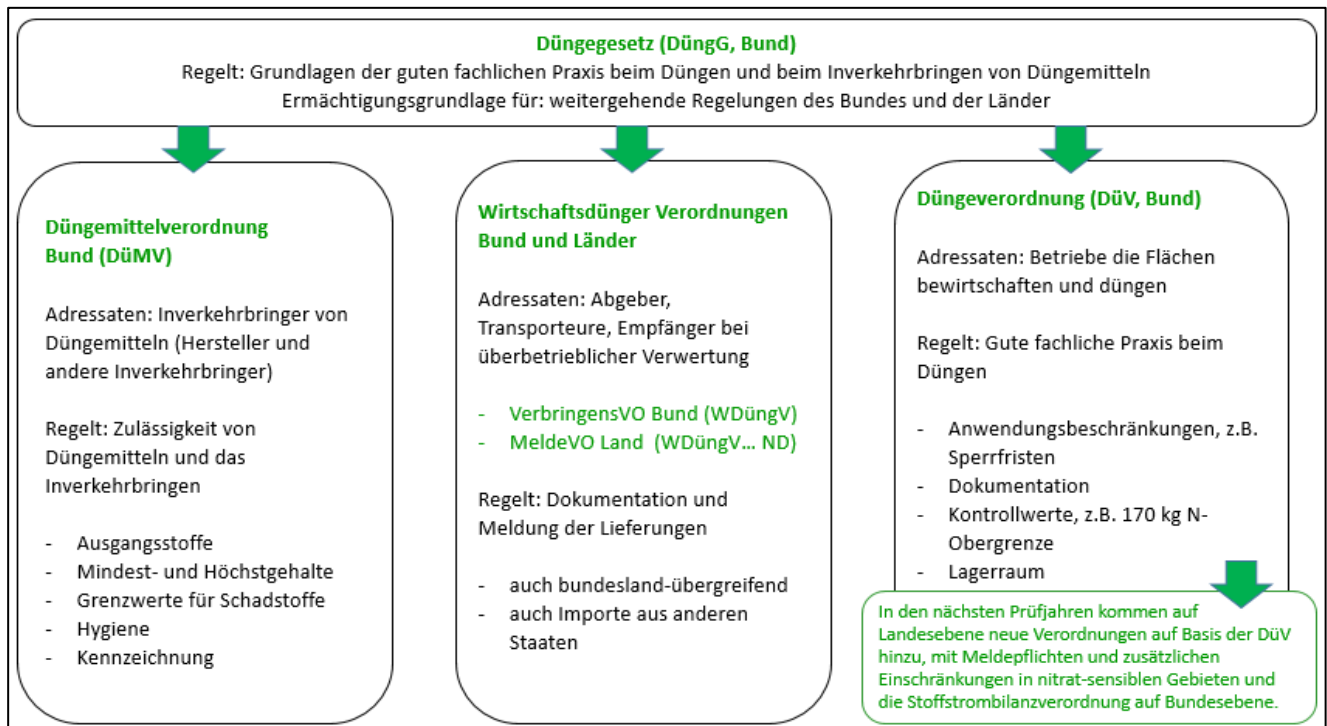 Düngegesetz (DüngG, Bund)
Regelt: Grundlagen der guten fachlichen Praxis beim Düngen und beim Inverkehrbringen von Düngemitteln
Ermächtigungsgrundlage für: weitergehende Regelungen des Bundes und der Länder
Düngemittelverordnung
Bund (DüMV)
Adressaten: Inverkehrbringer von
Düngemitteln (Hersteller und
andere Inverkehrbringer)
Regelt: Zulässigkeit von
Düngemitteln und das
Inverkehrbringen
- Ausgangsstoffe
- Mindest- und Höchstgehalte
- Grenzwerte für Schadstoffe
- Hygiene
- Kennzeichnung
Wirtschaftsdünger Verordnungen
Bund und Länder
Adressaten: Abgeber,
Transporteure, Empfänger bei
überbetrieblicher Verwertung
- VerbringensVO Bund (WDüngV)
- MeldeVO Land (WDüngV... ND)
Regelt: Dokumentation und
Meldung der Lieferungen
- auch bundesland-übergreifend
- auch Importe aus anderen
Staaten
Düngeverordnung (DüV, Bund)
Adressaten: Betriebe die Flächen
bewirtschaften und düngen
Regelt: Gute fachliche Praxis beim
Düngen
- Anwendungsbeschränkungen, z.B.
Sperrfristen
- Dokumentation
- Kontrollwerte, z.B. 170 kg N-
Obergrenze
- Lagerraum
In den nächsten Prüfjahren kommen auf
Landesebene neue Verordnungen auf Basis der DüV
hinzu, mit Meldepflichten und zusätzlichen
Einschränkungen in nitrat-sensiblen Gebieten und
die Stoffstrombilanzverordnung auf Bundesebene.